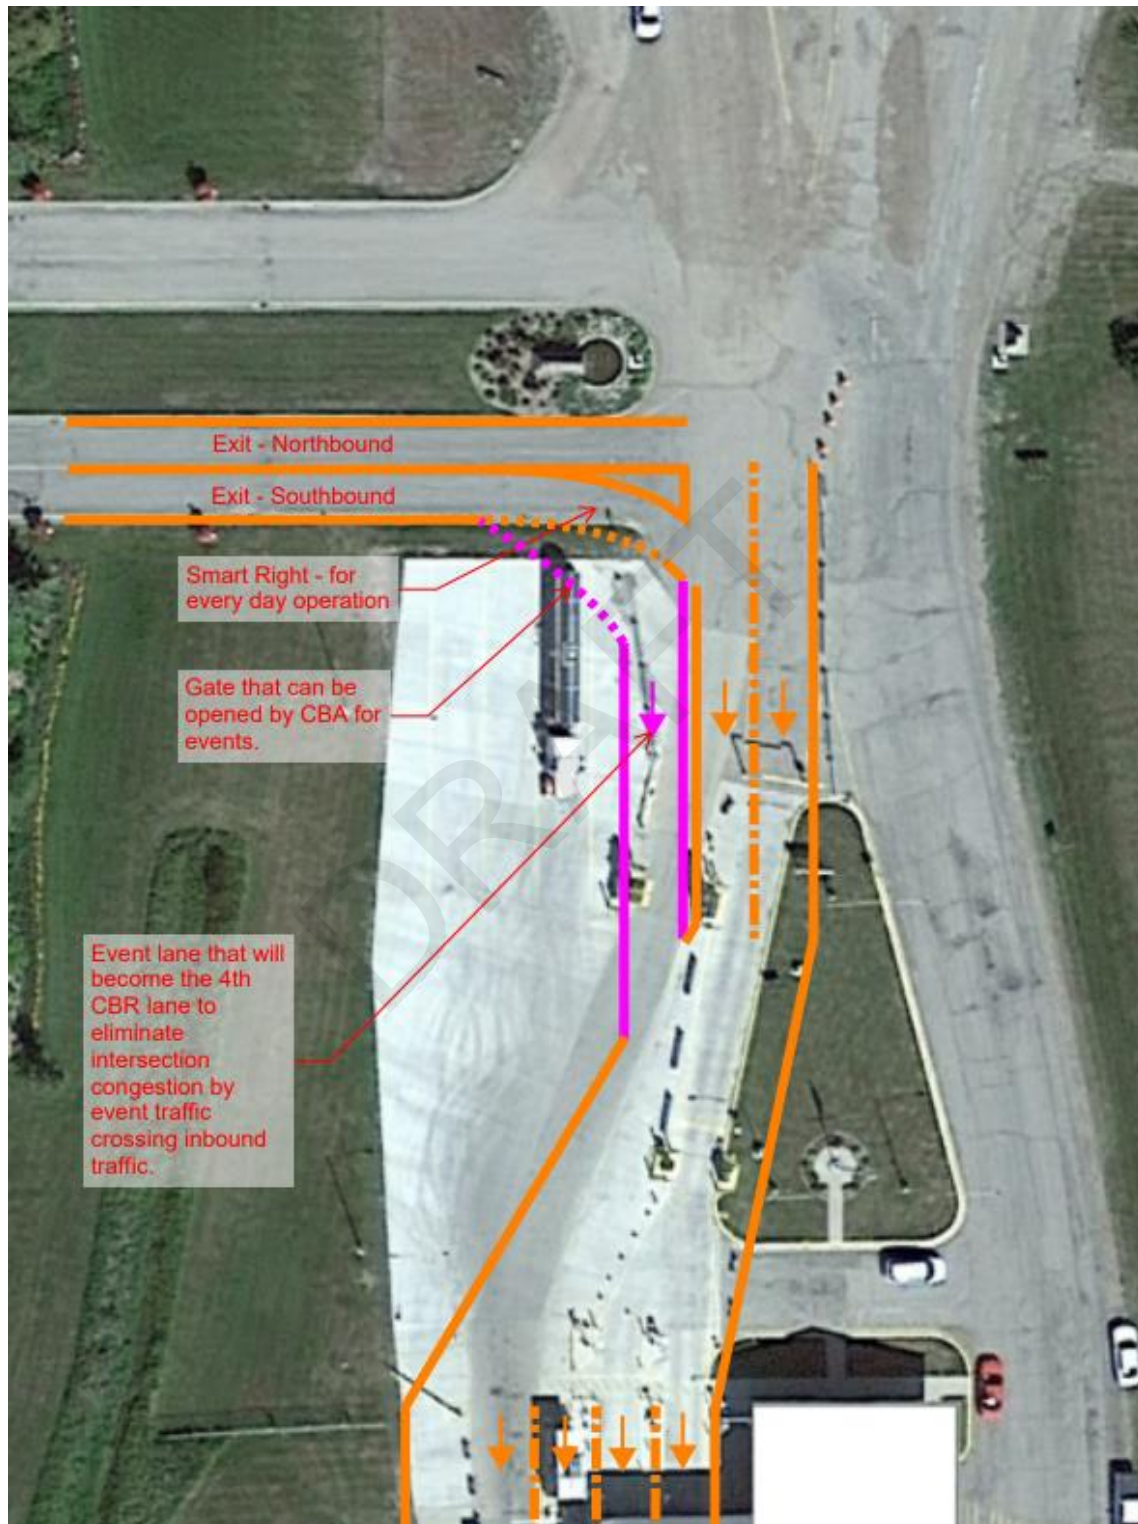 Exit - Northbound
Exit - Southbound
Smart Right - for
every day operation
Gate that can be
opened by CBA for
events.
DRAFT
Event lane that will
become the 4th
CBR lane to
eliminate
intersection
congestion by
event traffic
crossing inbound
traffic.